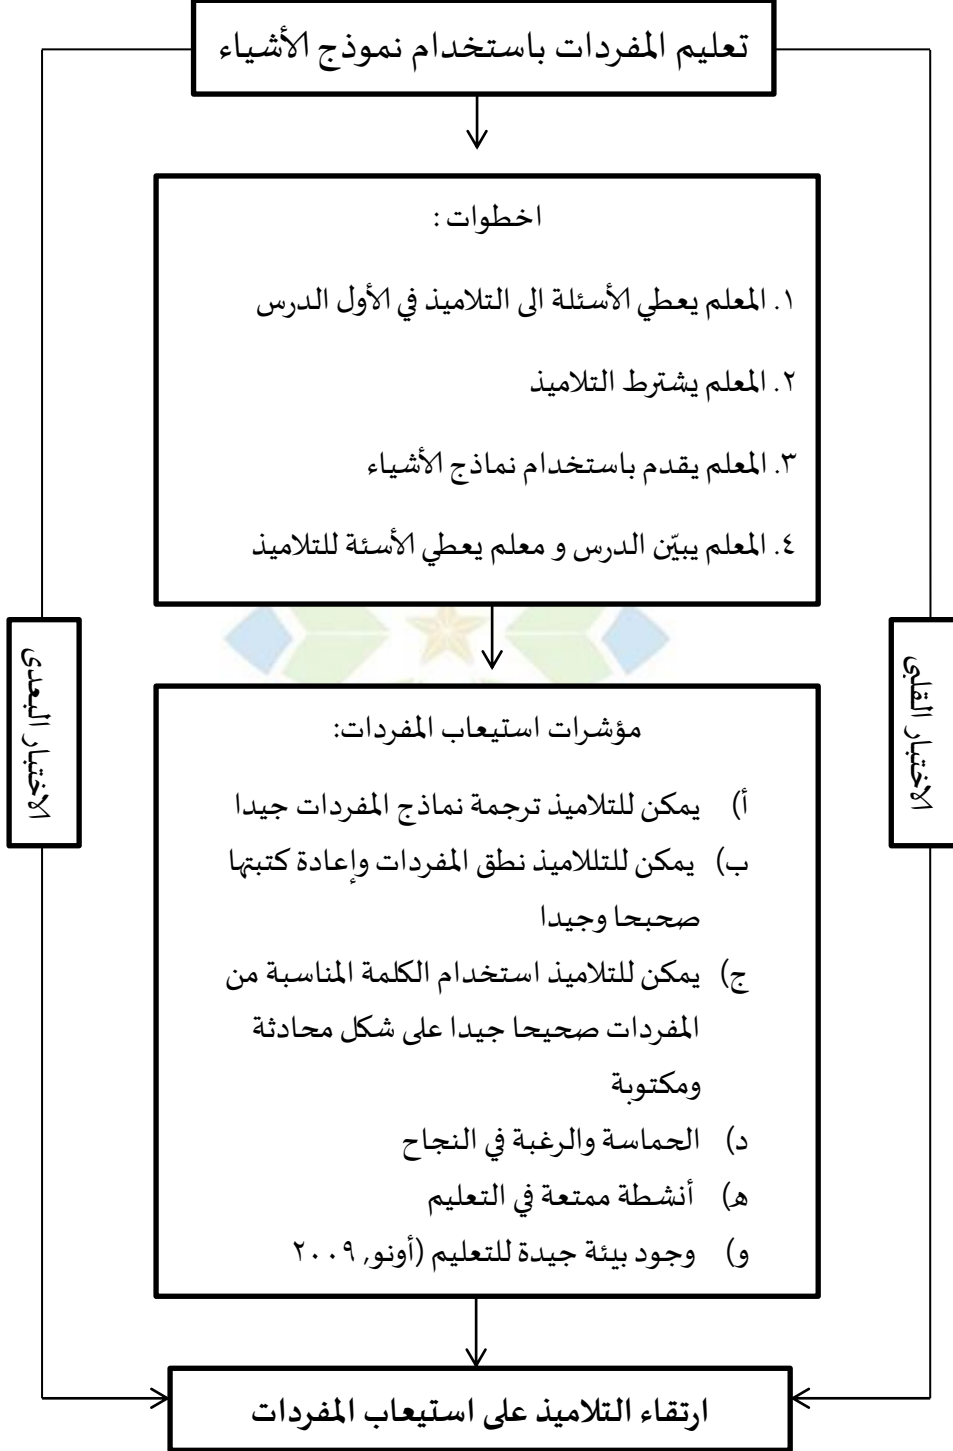 تعليم المفردات باستخدام نموذج الأشياء
اخطوات :
١. المعلم يعطي الأسئلة الى التلاميذ في الأول الدرس
٢. المعلم يشترط التلاميذ
٣. المعلم يقدم باستخدام نماذج الأشياء
٤. المعلم يبيّن الدرس و معلم يعطي الأسئة للتلاميذ
الاختبار القلبي
الاختبار البعدى
مؤشرات استيعاب المفردات:
أ) يمكن للتلاميذ ترجمة نماذج المفردات جيدا
ب) يمكن للتللاميذ نطق المفردات وإعادة كتبتها
صحبحا وجيدا
ج) يمكن للتلاميذ استخدام الكلمة المناسبة من
المفردات صحيحا جيدا على شكل محادثة
ومكتوبة
د) الحماسة والرغبة في النجاح
ه) أنشطة ممتعة في التعليم
و) وجود بيئة جيدة للتعليم (أونو, ٢٠٠٩
ارتقاء التلاميذ على استيعاب المفردات